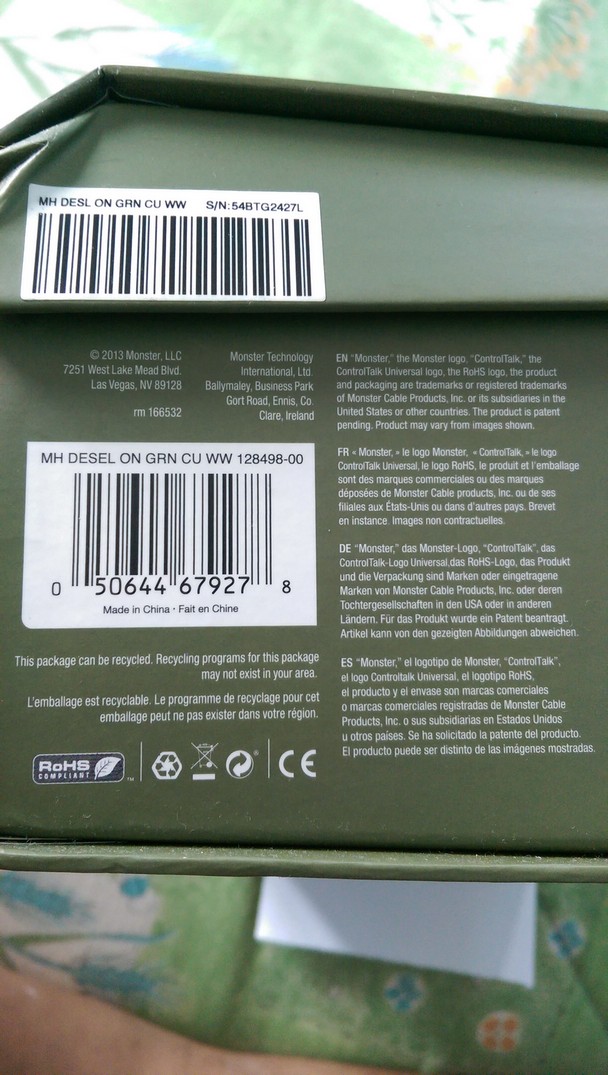 MH DESL ON GRN CU WW S/N:54BTG2427L
© 2013 Monster, LLC
7251 West Lake Mead Blvd.
Las Vegas, NV 89128
rm 166532
Monster Technology
International, Ltd.
Ballymaley, Business Park
Gort Road, Ennis, Co.
Clare, Ireland
MH DESEL ON GRN CU WW 128498-00
0 50644 67927 8
Made in China · Fait en Chine
This package can be recycled. Recycling programs for this package
may not exist in your area.
L'emballage est recyclable. Le programme de recyclage pour cet
emballage peut ne pas exister dans votre région.
RoHS
COMPLIANT
TM
CE
EN “Monster,” the Monster logo, “ControlTalk,” the
ControlTalk Universal logo, the RoHS logo, the product
and packaging are trademarks or registered trademarks
of Monster Cable Products, Inc. or its subsidiaries in the
United States or other countries. The product is patent
pending. Product may vary from images shown.
FR « Monster, » le logo Monster, « ControlTalk, » le logo
ControlTalk Universal, le logo RoHS, le produit et l'emballage
sont des marques commerciales ou des marques
déposées de Monster Cable products, Inc. ou de ses
filiales aux États-Unis ou dans d'autres pays. Brevet
en instance. Images non contractuelles.
DE “Monster,” das Monster-Logo, “ControlTalk”, das
ControlTalk-Logo Universal,das RoHS-Logo, das Produkt
und die Verpackung sind Marken oder eingetragene
Marken von Monster Cable Products, Inc. oder deren
Tochtergesellschaften in den USA oder in anderen
Ländern. Für das Produkt wurde ein Patent beantragt.
Artikel kann von den gezeigten Abbildungen abweichen.
ES “Monster,” el logotipo de Monster, “ControlTalk”,
el logo Controltalk Universal, el logotipo RoHS,
el producto y el envase son marcas comerciales
o marcas comerciales registradas de Monster Cable
Products, Inc. o sus subsidiarias en Estados Unidos
u otros países. Se ha solicitado la patente del producto.
El producto puede ser distinto de las imágenes mostradas.